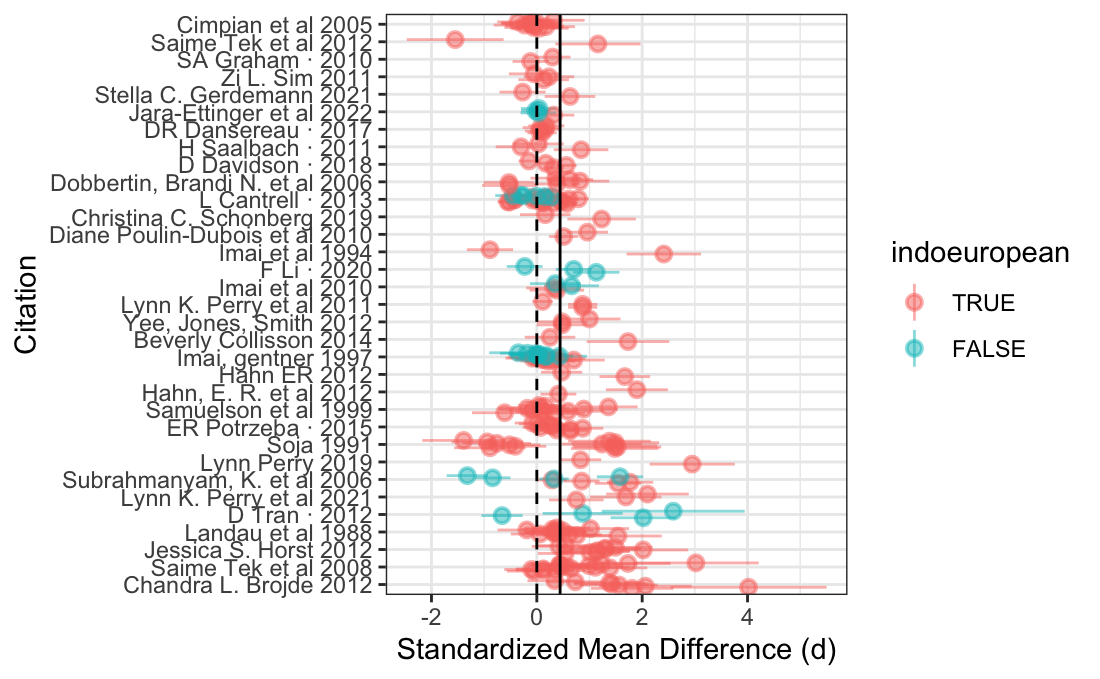 Citation
Cimpian et al 2005
Saime Tek et al 2012
SA Graham · 2010
Zi L. Sim 2011
Stella C. Gerdemann 2021
Jara-Ettinger et al 2022
DR Dansereau · 2017
H Saalbach · 2011
D Davidson · 2018
Dobbertin, Brandi N. et al 2006
L Cantrell · 2013
Christina C. Schonberg 2019
Diane Poulin-Dubois et al 2010
Imai et al 1994
F Li · 2020
Imai et al 2010
Lynn K. Perry et al 2011
Yee, Jones, Smith 2012
Beverly Collisson 2014
Imai, gentner 1997
Hahn ER 2012
Hahn, E. R. et al 2012
Samuelson et al 1999
ER Potrzeba · 2015
Soja 1991
Lynn Perry 2019
Subrahmanyam, K. et al 2006
Lynn K. Perry et al 2021
D Tran · 2012
Landau et al 1988
Jessica S. Horst 2012
Saime Tek et al 2008
Chandra L. Brojde 2012
-2 0 2 4
Standardized Mean Difference (d)
indoeuropean
TRUE
FALSE